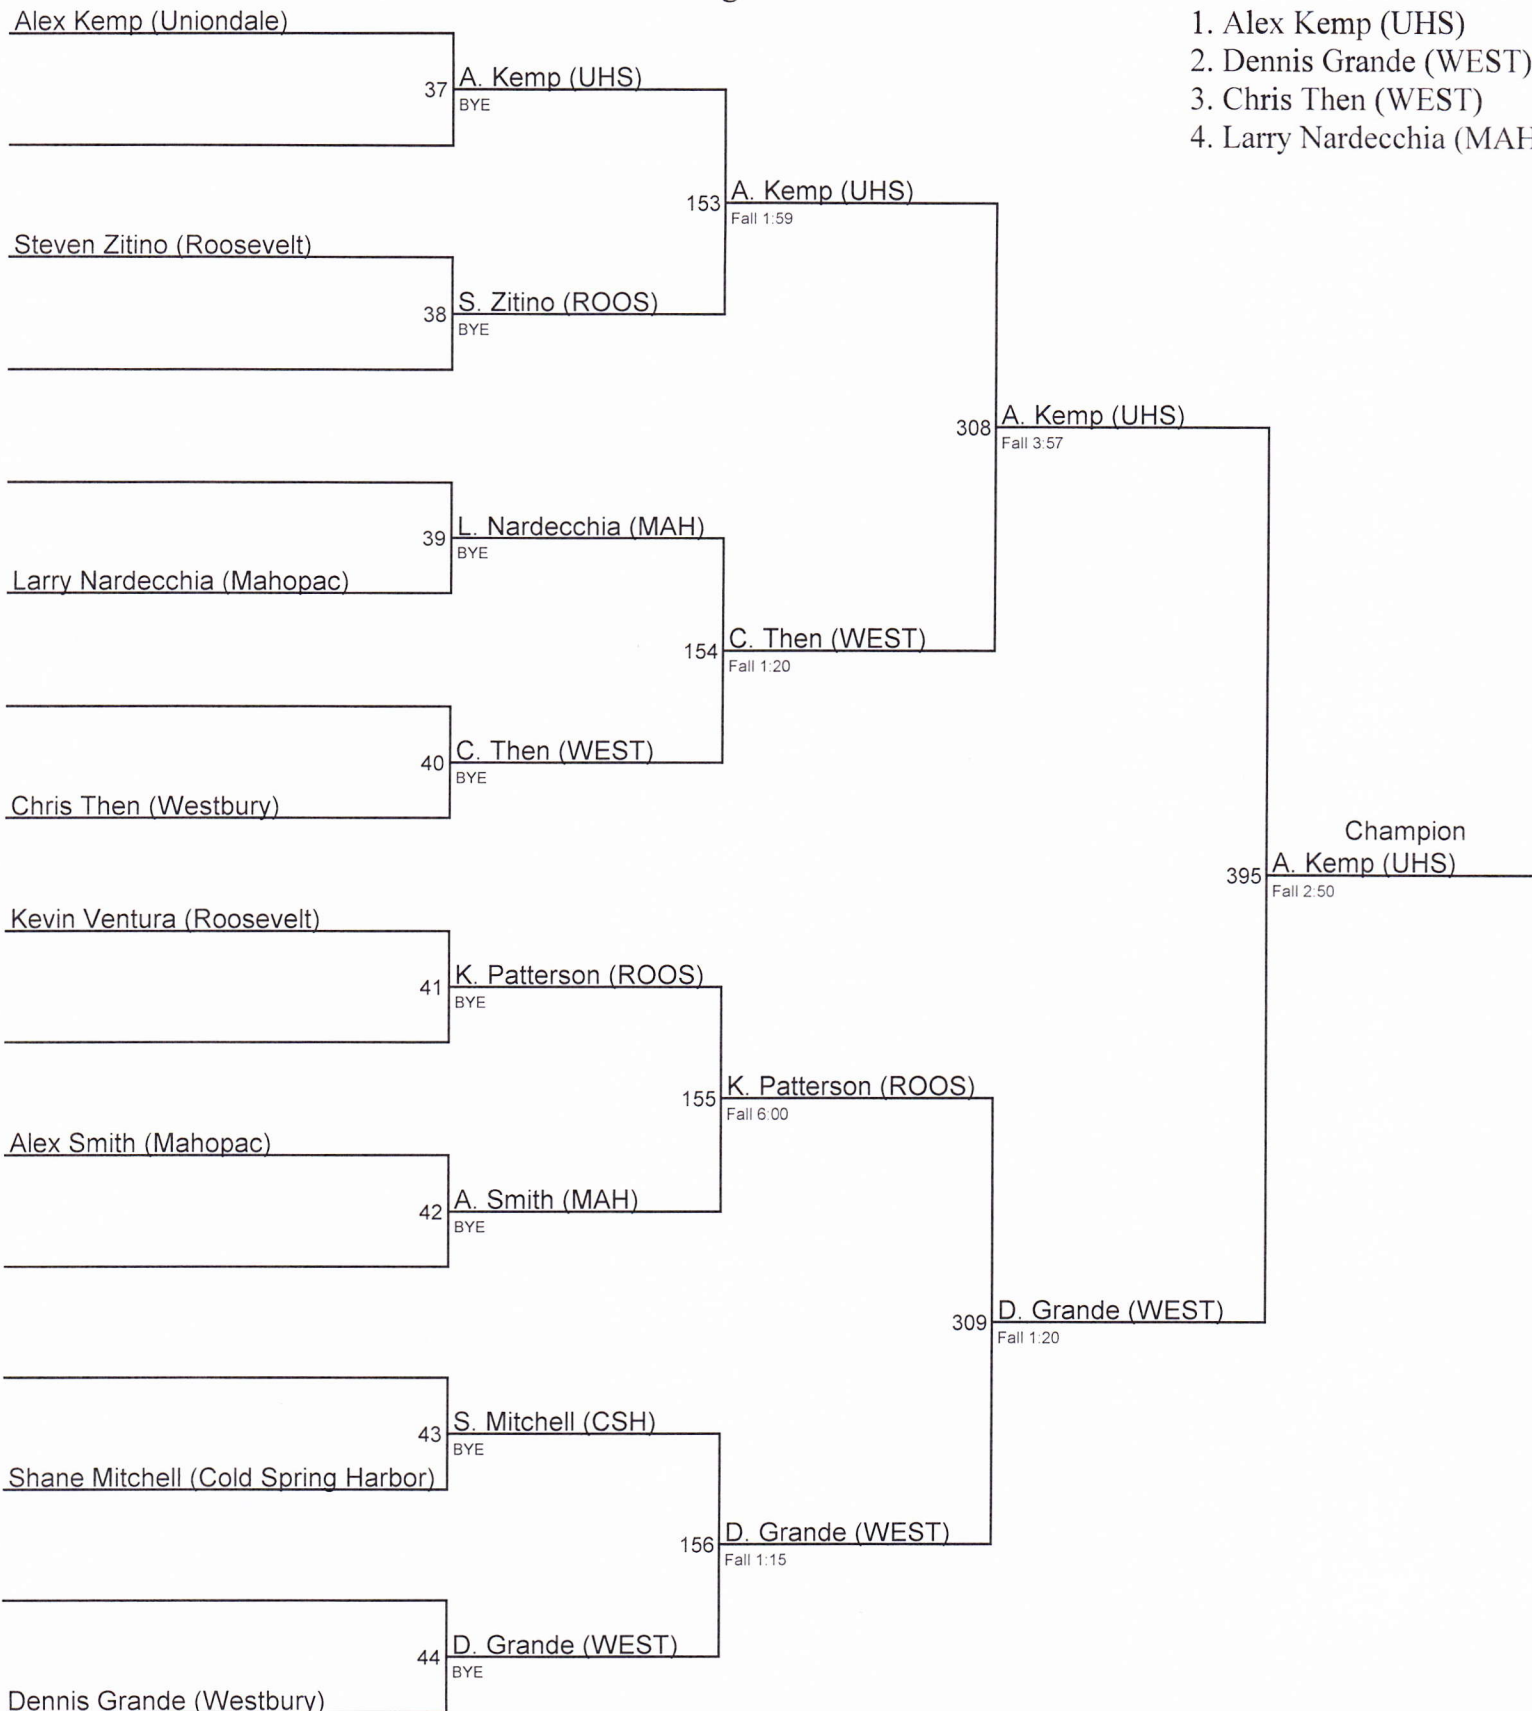 Alex Kemp (Uniondale)
1. Alex Kemp (UHS)
2. Dennis Grande (WEST)
3. Chris Then (WEST)
4. Larry Nardecchia (MAH
37
A. Kemp (UHS)
BYE
153
A. Kemp (UHS)
Fall 1:59
Steven Zitino (Roosevelt)
38
S. Zitino (ROOS)
BYE
308
A. Kemp (UHS)
Fall 3:57
39
L. Nardecchia (MAH)
BYE
Larry Nardecchia (Mahopac)
154
C. Then (WEST)
Fall 1:20
40
C. Then (WEST)
BYE
Chris Then (Westbury)
Champion
395
A. Kemp (UHS)
Fall 2:50
Kevin Ventura (Roosevelt)
41
K. Patterson (ROOS)
BYE
155
K. Patterson (ROOS)
Fall 6:00
Alex Smith (Mahopac)
42
A. Smith (MAH)
BYE
309
D. Grande (WEST)
Fall 1:20
43
S. Mitchell (CSH)
BYE
Shane Mitchell (Cold Spring Harbor)
156
D. Grande (WEST)
Fall 1:15
44
D. Grande (WEST)
BYE
Dennis Grande (Westbury)